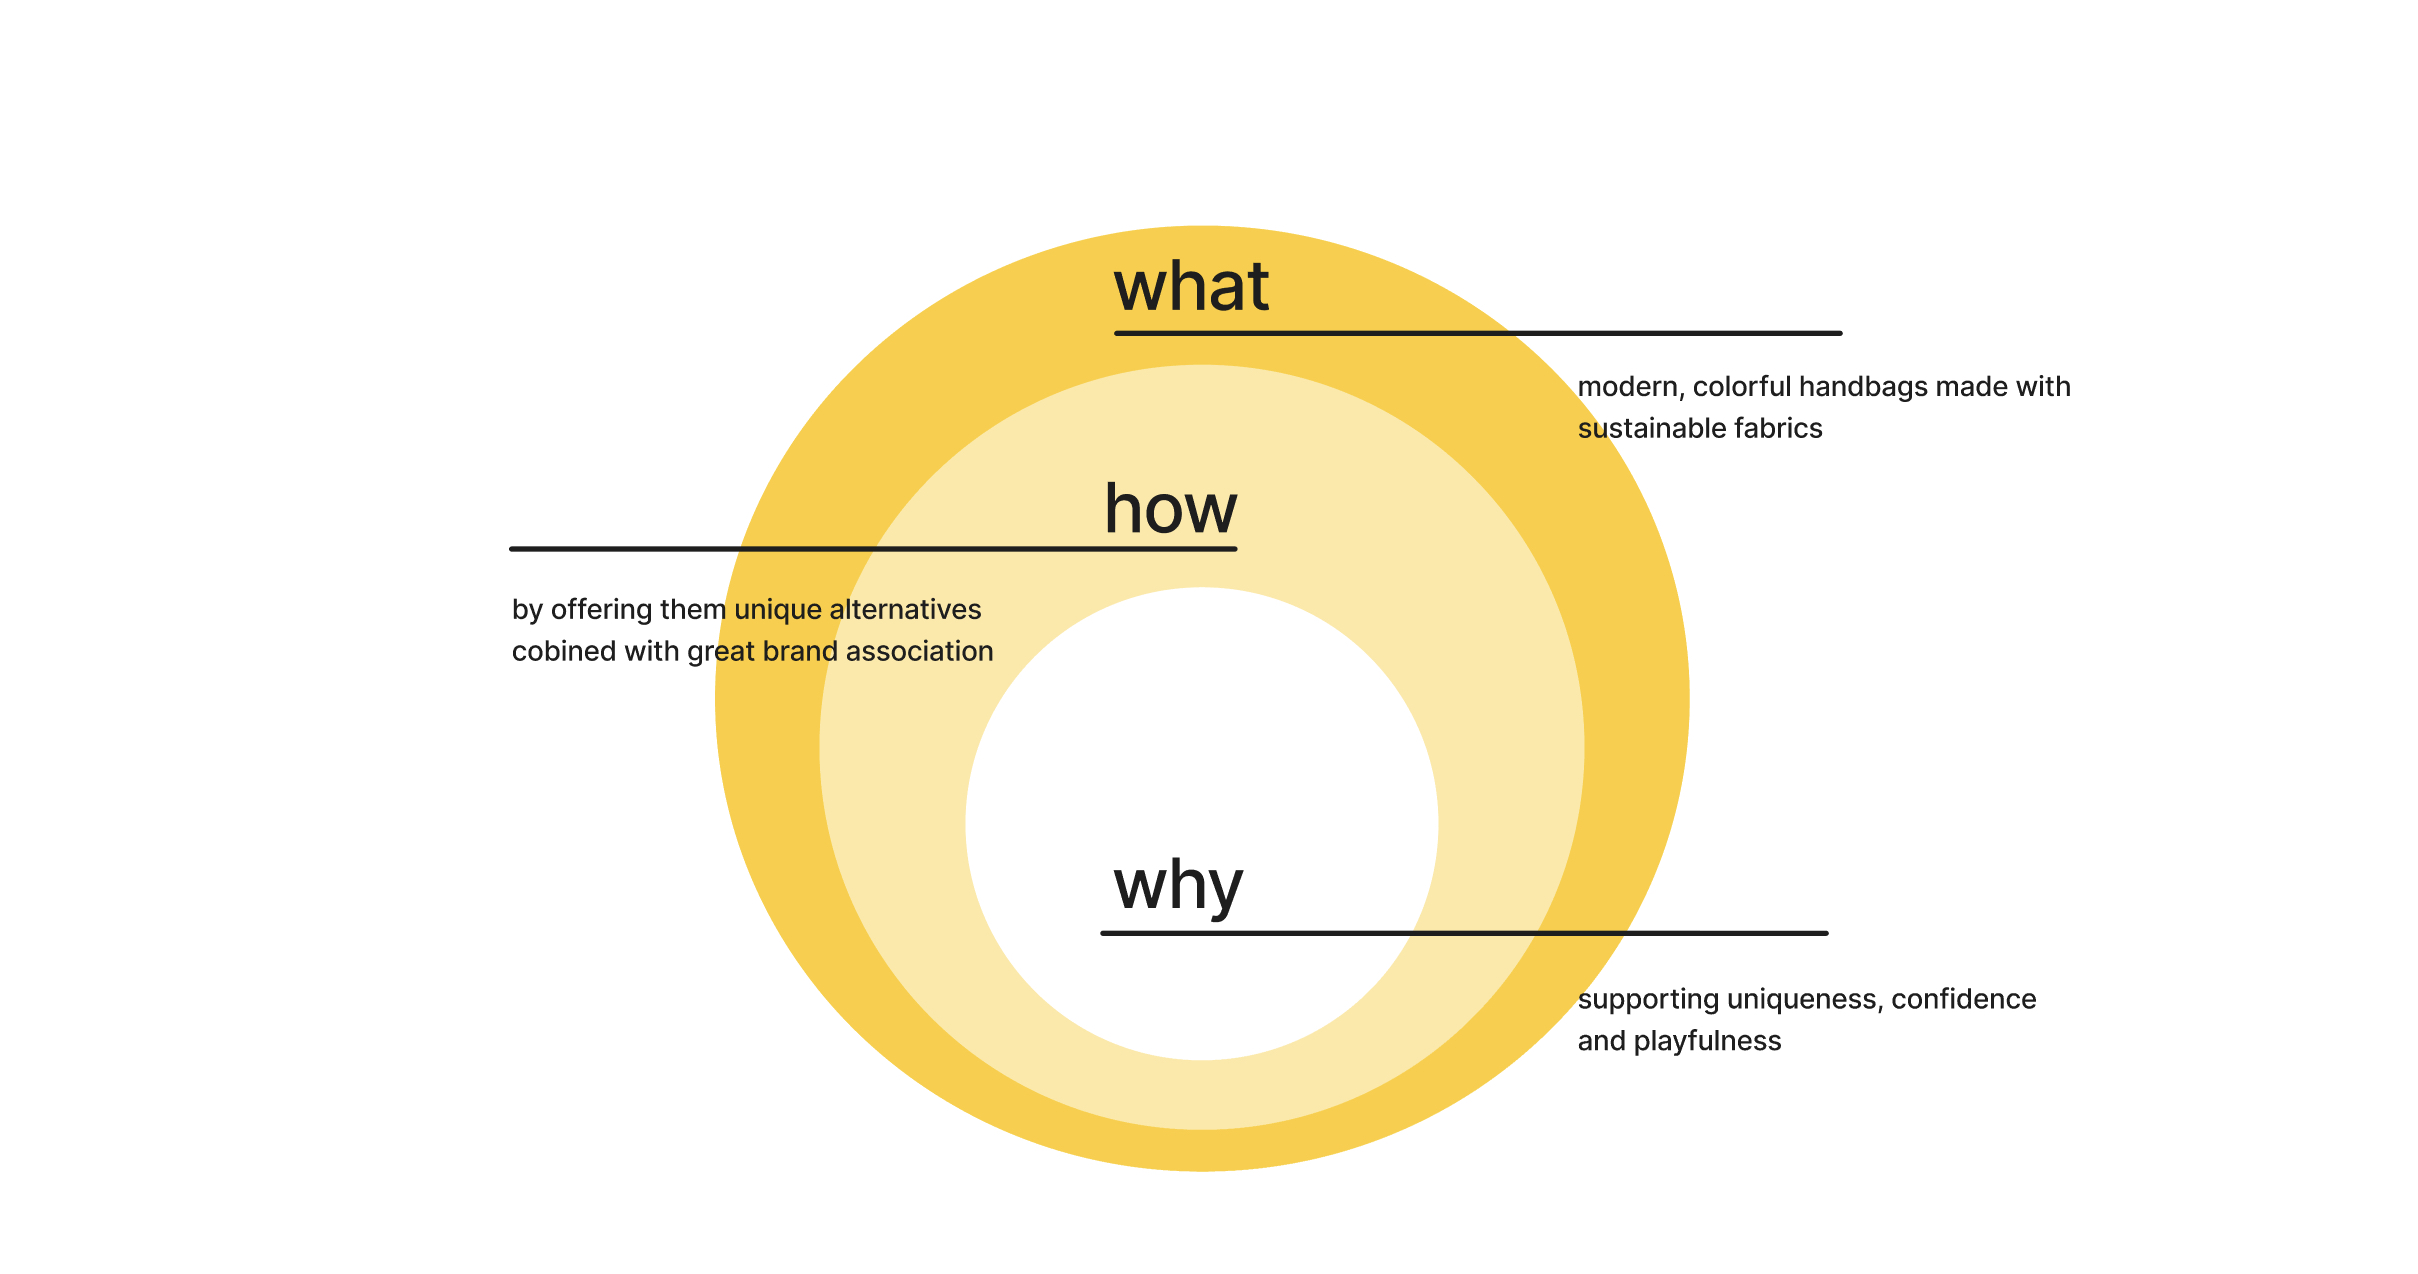 what
modern, colorful handbags made with
sustainable fabrics
how
by offering them unique alternatives
cobined with great brand association
why
supporting uniqueness, confidence
and playfulness